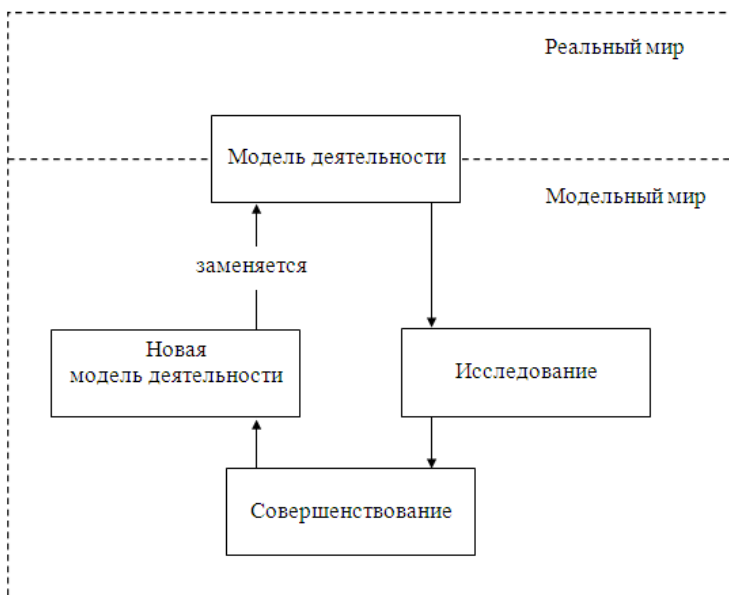 Реальный мир
Модель деятельности
Модельный мир
заменяется
Новая
модель деятельности
Исследование
Совершенствование